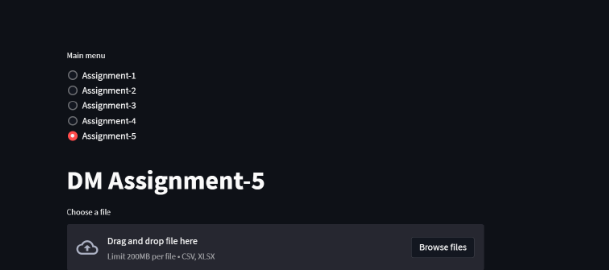 Main menu
Assignment-1
Assignment-2
Assignment-3
Assignment-4
Assignment-5
DM Assignment-5
Choose a file
Drag and drop file here
Limit 200MB per file • CSV, XLSX
Browse files